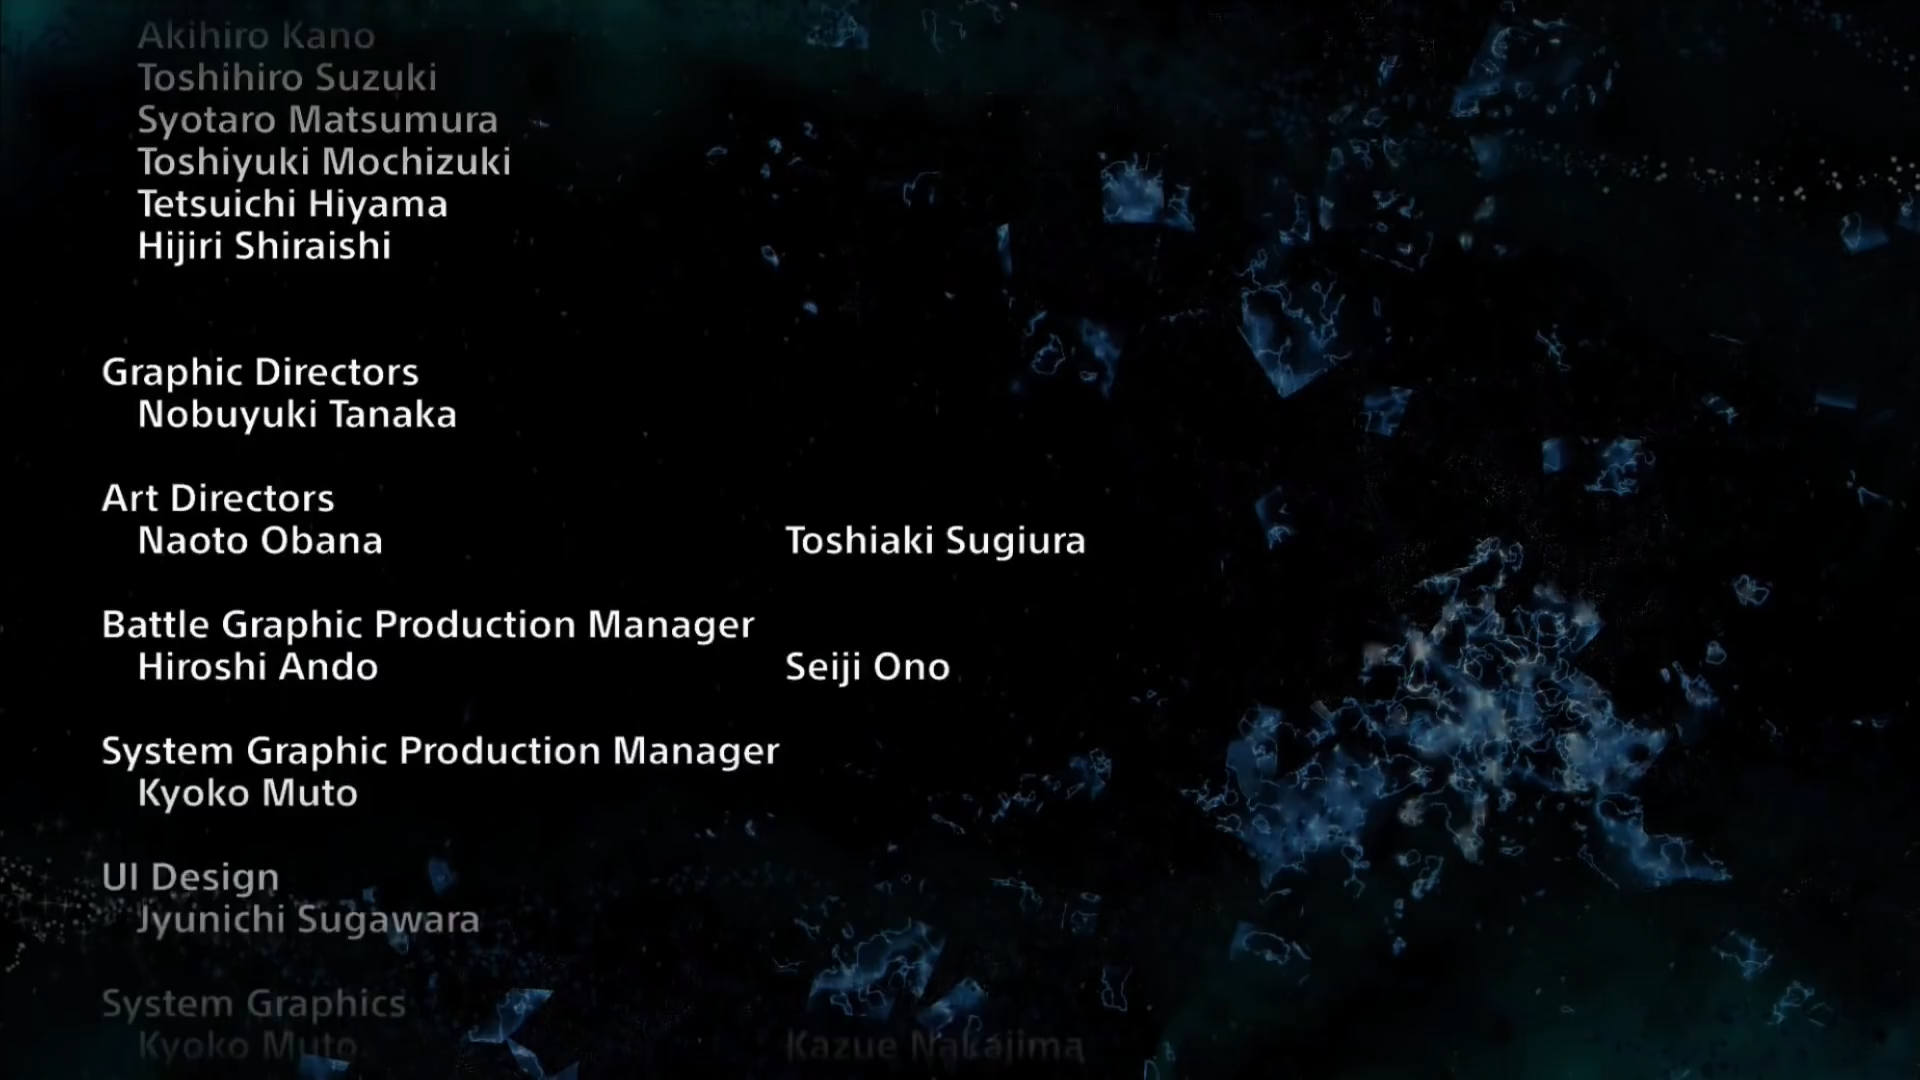 Akihiro Kano
Toshihiro Suzuki
Syotaro Matsumura
Toshiyuki Mochizuki
Tetsuichi Hiyama
Hijiri Shiraishi
Graphic Directors
Nobuyuki Tanaka
Art Directors
Naoto Obana Toshiaki Sugiura
Battle Graphic Production Manager
Hiroshi Ando Seiji Ono
System Graphic Production Manager
Kyoko Muto
UI Design
Jyunichi Sugawara
System Graphics
Kyoko Muto Kazue Nakajima